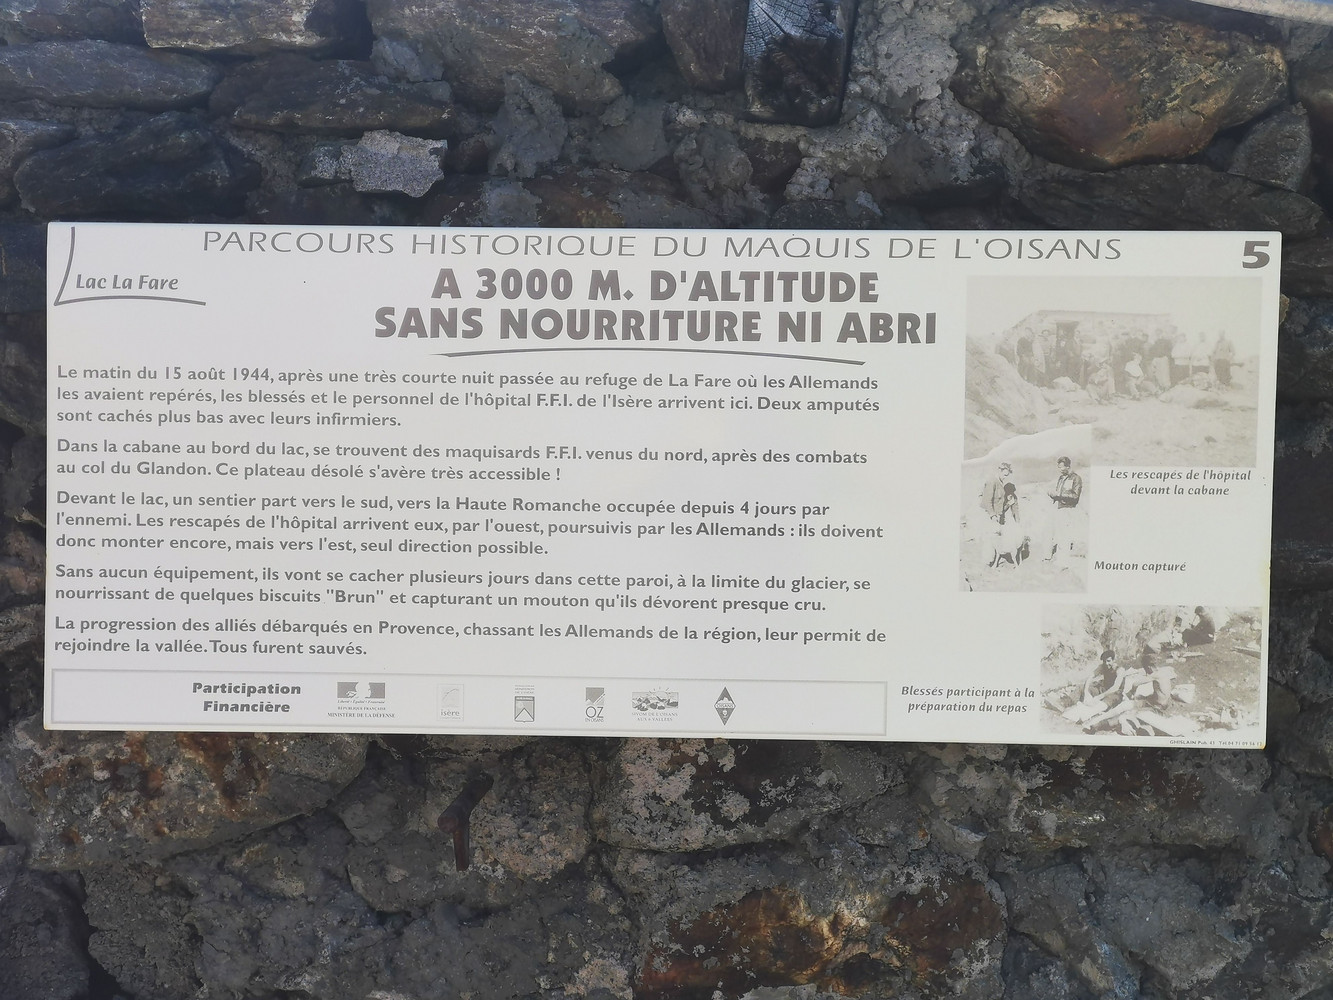 PARCOURS HISTORIQUE DU MAQUIS DE L'OISANS
5
Lac La Fare
A 3000 M. D'ALTITUDE
SANS NOURRITURE NI ABRI
Le matin du 15 août 1944, après une très courte nuit passée au refuge de La Fare où les Allemands
les avaient repérés, les blessés et le personnel de l'hôpital F.F.I. de l'Isère arrivent ici. Deux amputés
sont cachés plus bas avec leurs infirmiers.
Dans la cabane au bord du lac, se trouvent des maquisards F.F.I. venus du nord, après des combats
au col du Glandon. Ce plateau désolé s'avère très accessible !
Devant le lac, un sentier part vers le sud, vers la Haute Romanche occupée depuis 4 jours par
l'ennemi. Les rescapés de l'hôpital arrivent eux, par l'ouest, poursuivis par les Allemands : ils doivent
donc monter encore, mais vers l'est, seul direction possible.
Sans aucun équipement, ils vont se cacher plusieurs jours dans cette paroi, à la limite du glacier, se
nourrissant de quelques biscuits "Brun" et capturant un mouton qu'ils dévorent presque cru.
La progression des alliés débarqués en Provence, chassant les Allemands de la région, leur permit de
rejoindre la vallée. Tous furent sauvés.
Les rescapés de l'hôpital
devant la cabane
Mouton capturé
Blessés participant à la
préparation du repas
Participation
Financière
RÉPUBLIQUE FRANÇAISE
MINISTÈRE DE LA DÉFENSE
isère
OZ
EN OISANS
GHISLAIN Pub.